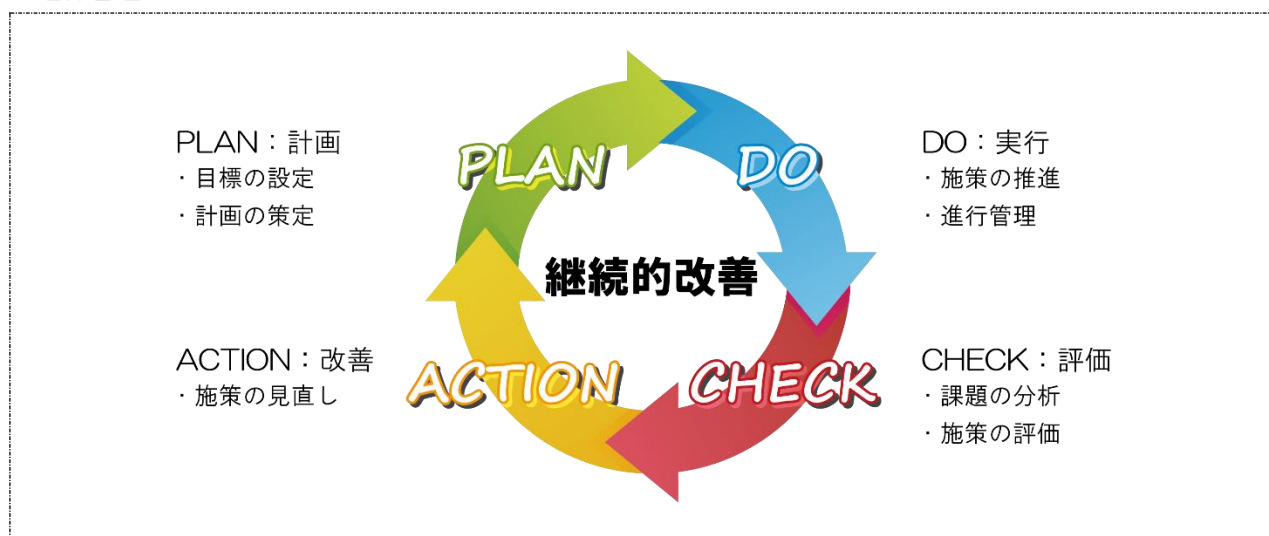 PLAN：計画
・目標の設定
・計画の策定
PLAN
DO
DO：実行
・施策の推進
・進行管理
継続的改善
ACTION：改善
・施策の見直し
ACTION
CHECK
CHECK：評価
・課題の分析
・施策の評価